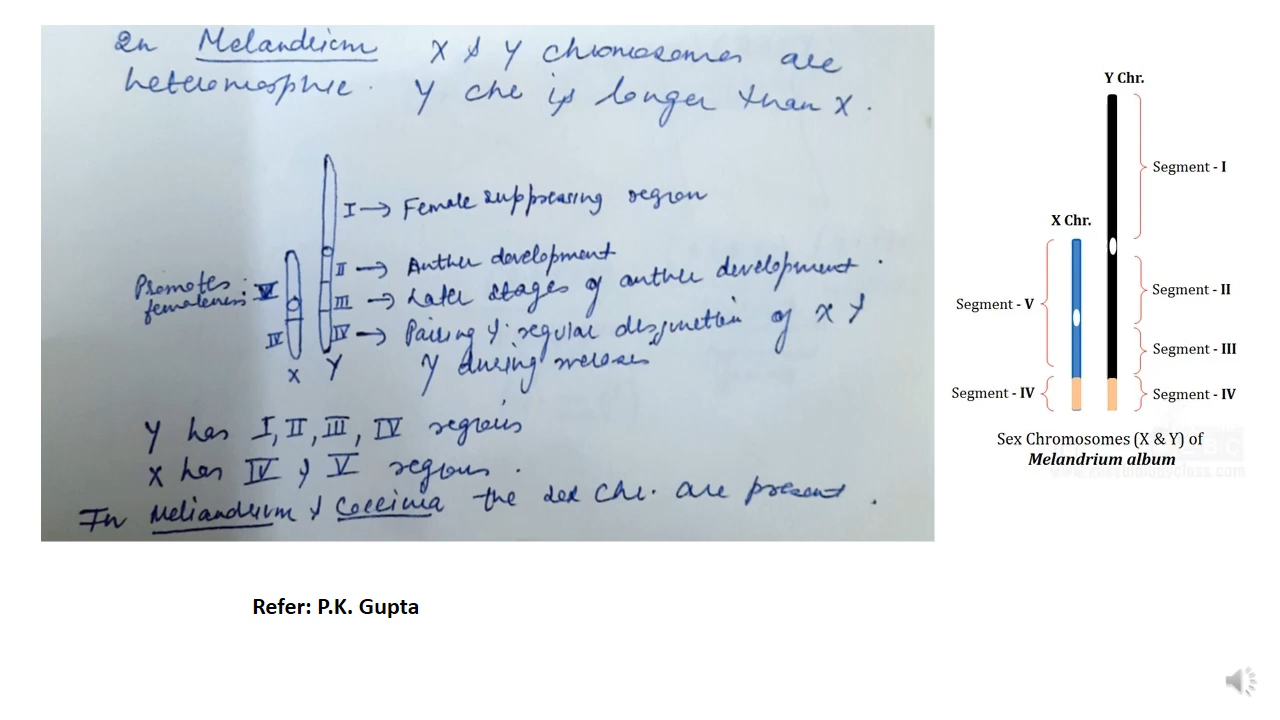 In Melandrium X & Y chromosomes are
heteromorphic. Y chr is longer than X.
I → Female suppressing region
II → Anther development
III → Later stages of anther development.
IV → Pairing & regular disjunction of X &
Y during meioses
Promotes :
femaleness
V
IV
X
Y
Y has I, II, III, IV regions
X has IV & V regions.
In Meliandrium & Coccinia the sex chr. are present.
Refer: P.K. Gupta
Y Chr.
Segment - I
X Chr.
Segment - V
Segment - II
Segment - III
Segment - IV
Segment - IV
Sex Chromosomes (X & Y) of
Melandrium album